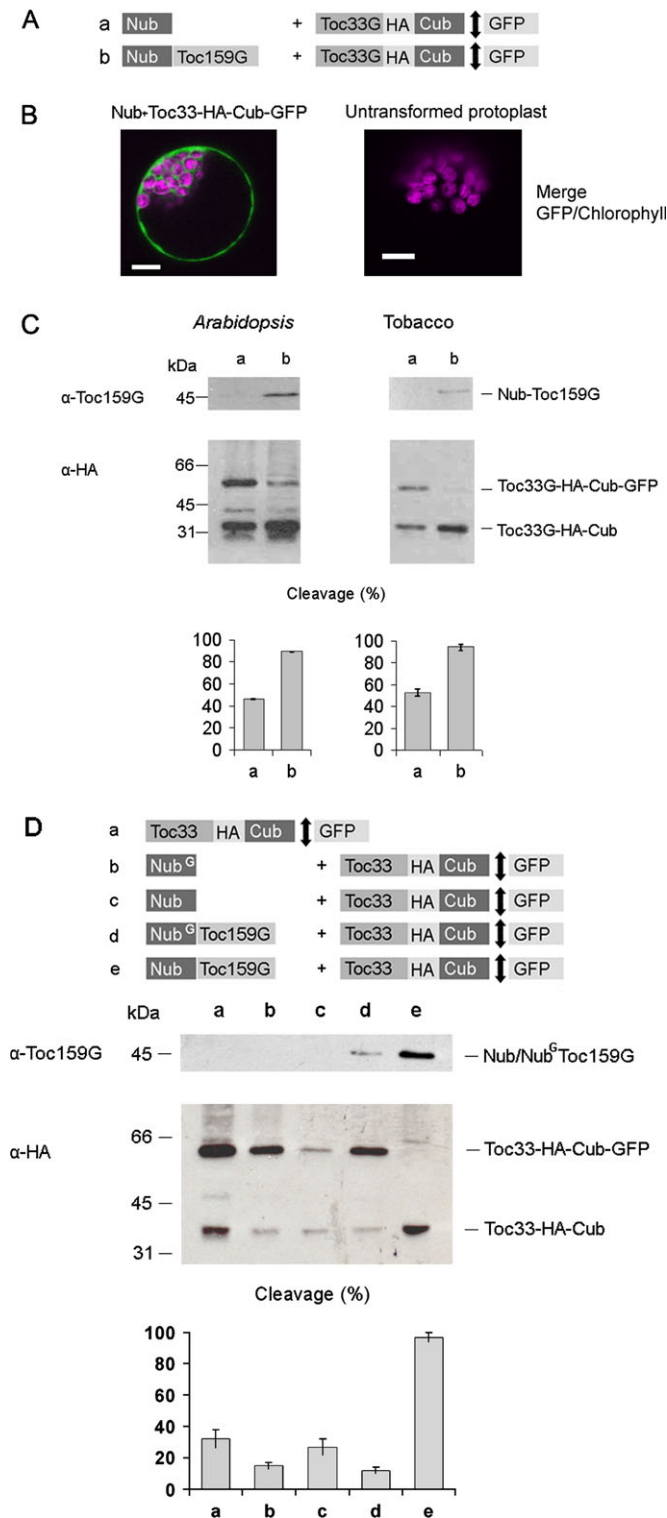 A
a Nub + Toc33G HA Cub GFP
b Nub Toc159G + Toc33G HA Cub GFP
B
Nub+Toc33-HA-Cub-GFP Untransformed protoplast
Merge
GFP/Chlorophyll
C
Arabidopsis Tobacco
kDa a b a b
α-Toc159G 45 Nub-Toc159G
α-HA 66
Toc33G-HA-Cub-GFP
45
31 Toc33G-HA-Cub
Cleavage (%)
100 100
80 80
60 60
40 40
20 20
0 0
a b a b
D
a Toc33 HA Cub GFP
b Nub G + Toc33 HA Cub GFP
c Nub + Toc33 HA Cub GFP
d Nub G Toc159G + Toc33 HA Cub GFP
e Nub Toc159G + Toc33 HA Cub GFP
kDa a b c d e
α-Toc159G 45 Nub/Nub G Toc159G
66
α-HA Toc33-HA-Cub-GFP
45
Toc33-HA-Cub
31
Cleavage (%)
100
80
60
40
20
0
a b c d e